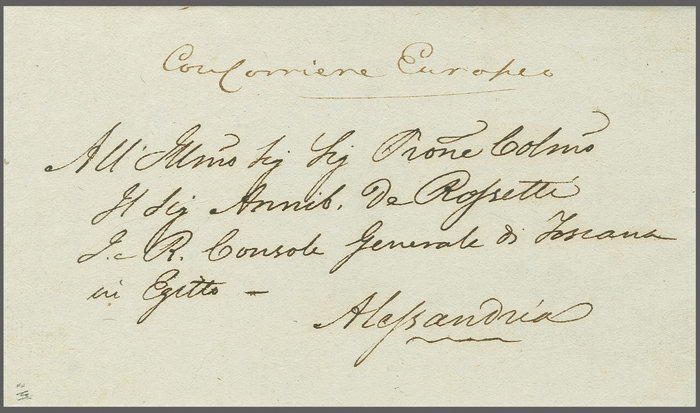 Con Corriere Europeo
All' Illmo Sig Sig Prone Colmo
Il Sig Annib. De Rossetti
I. e R. Console Generale di Toscana
in Egitto –
Alessandria